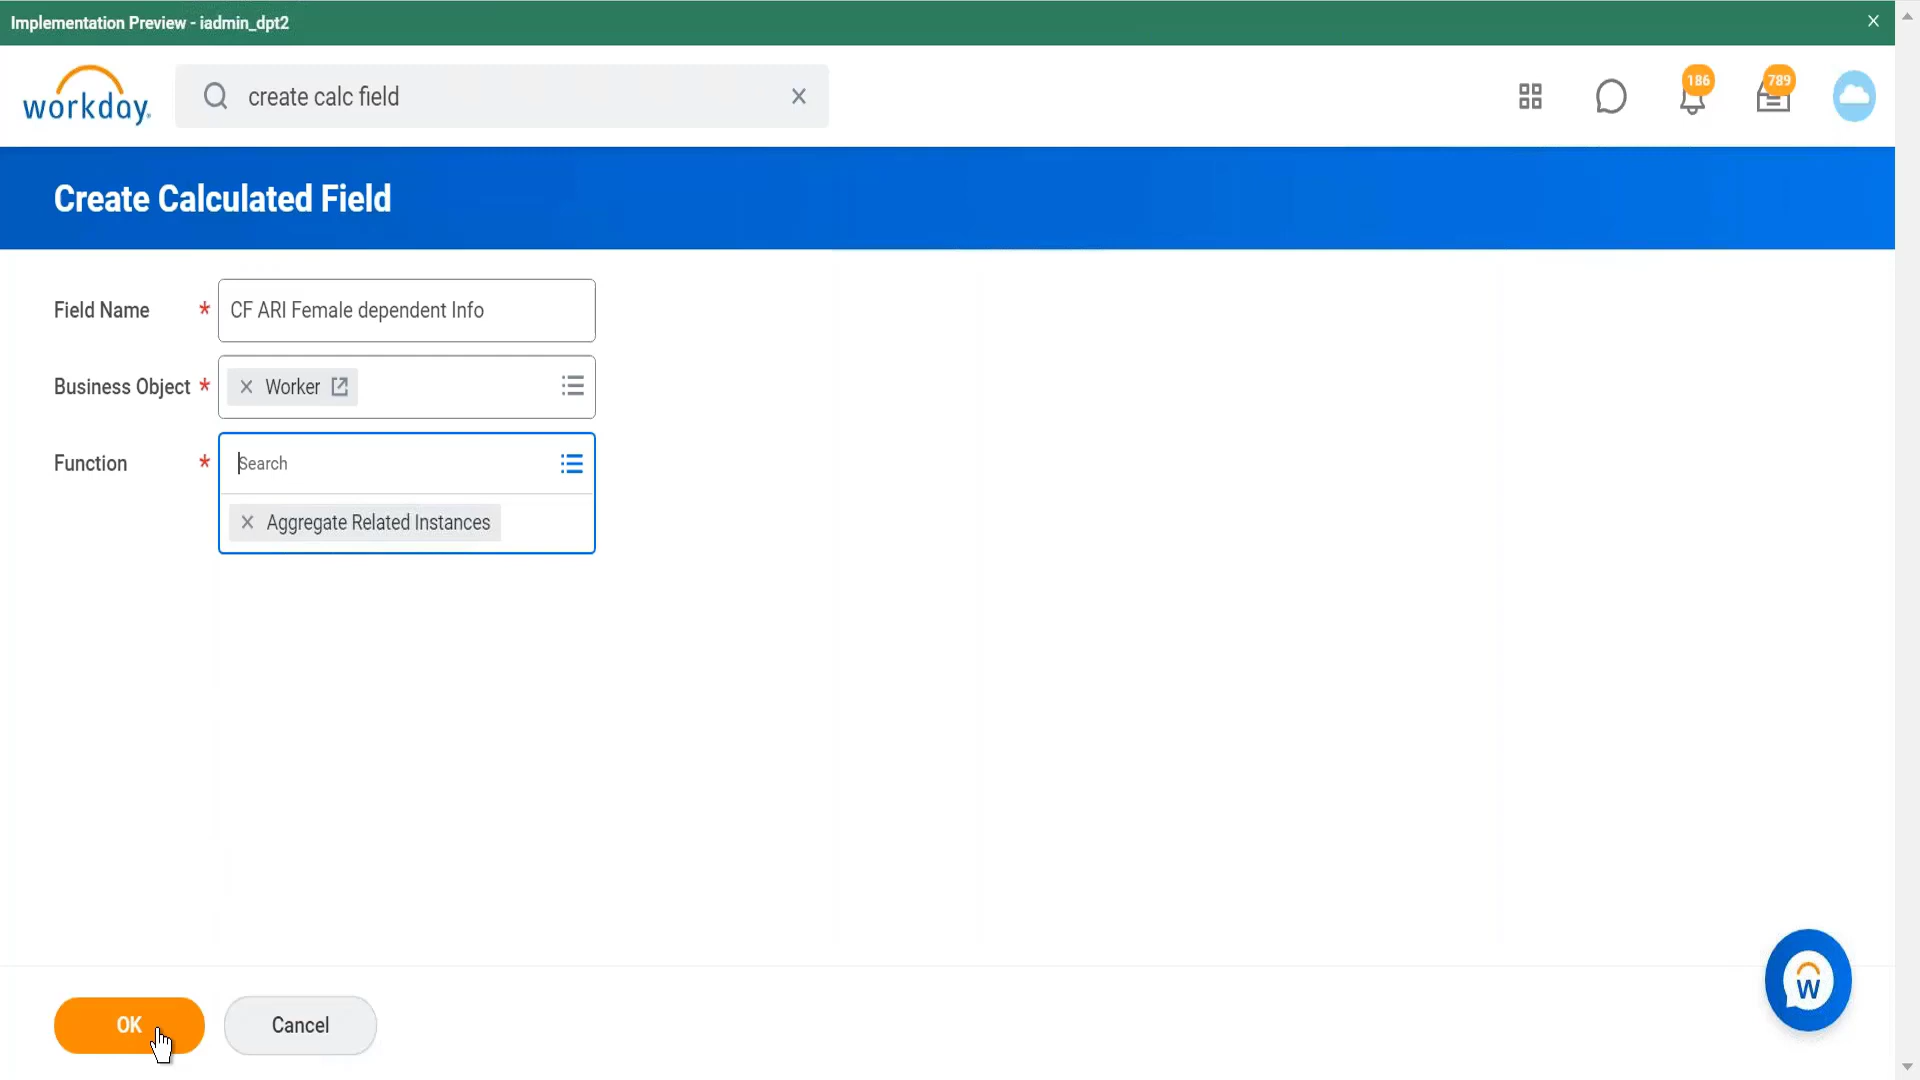 Implementation Preview - iadmin_dpt2
workday.
create calc field
186
789
Create Calculated Field
Field Name *
CF ARI Female dependent Info
Business Object *
Worker
Function *
Search
Aggregate Related Instances
W
OK
Cancel